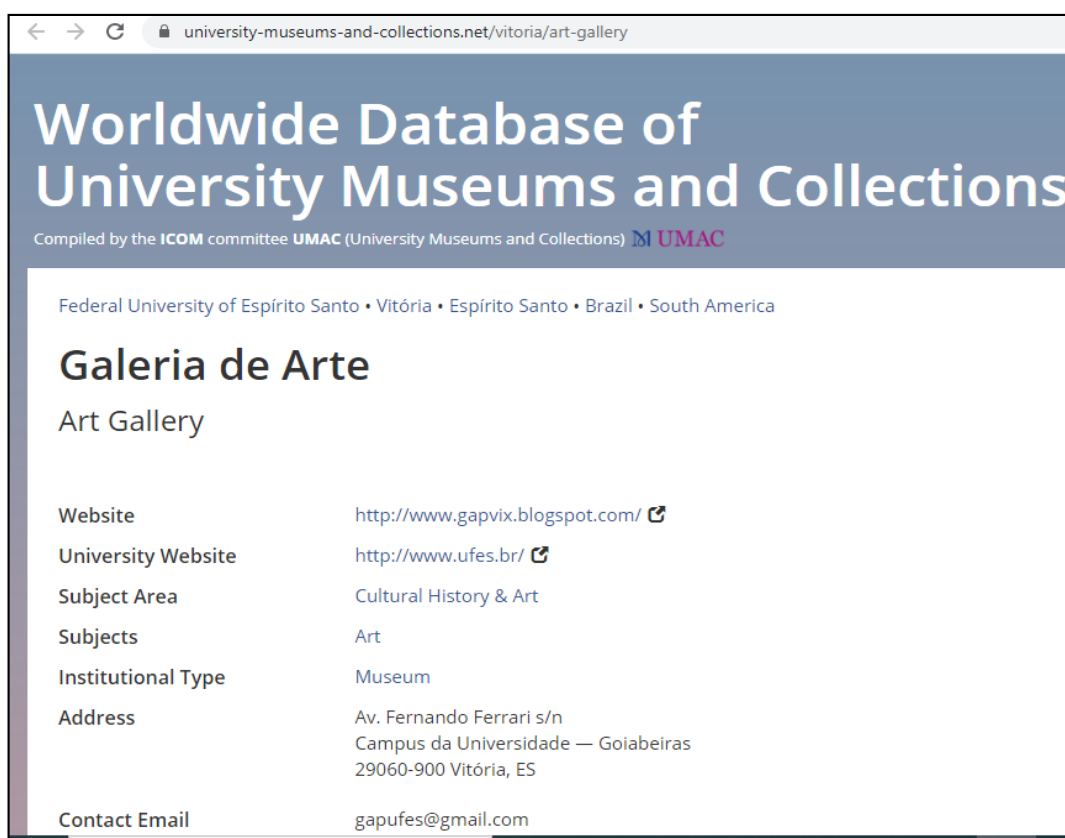 university-museums-and-collections.net/vitoria/art-gallery
Worldwide Database of
University Museums and Collections
Compiled by the ICOM committee UMAC (University Museums and Collections) UMAC
Federal University of Espírito Santo • Vitória • Espírito Santo • Brazil • South America
Galeria de Arte
Art Gallery
Website http://www.gapvix.blogspot.com/
University Website http://www.ufes.br/
Subject Area Cultural History & Art
Subjects Art
Institutional Type Museum
Address Av. Fernando Ferrari s/n
Campus da Universidade — Goiabeiras
29060-900 Vitória, ES
Contact Email gapufes@gmail.com